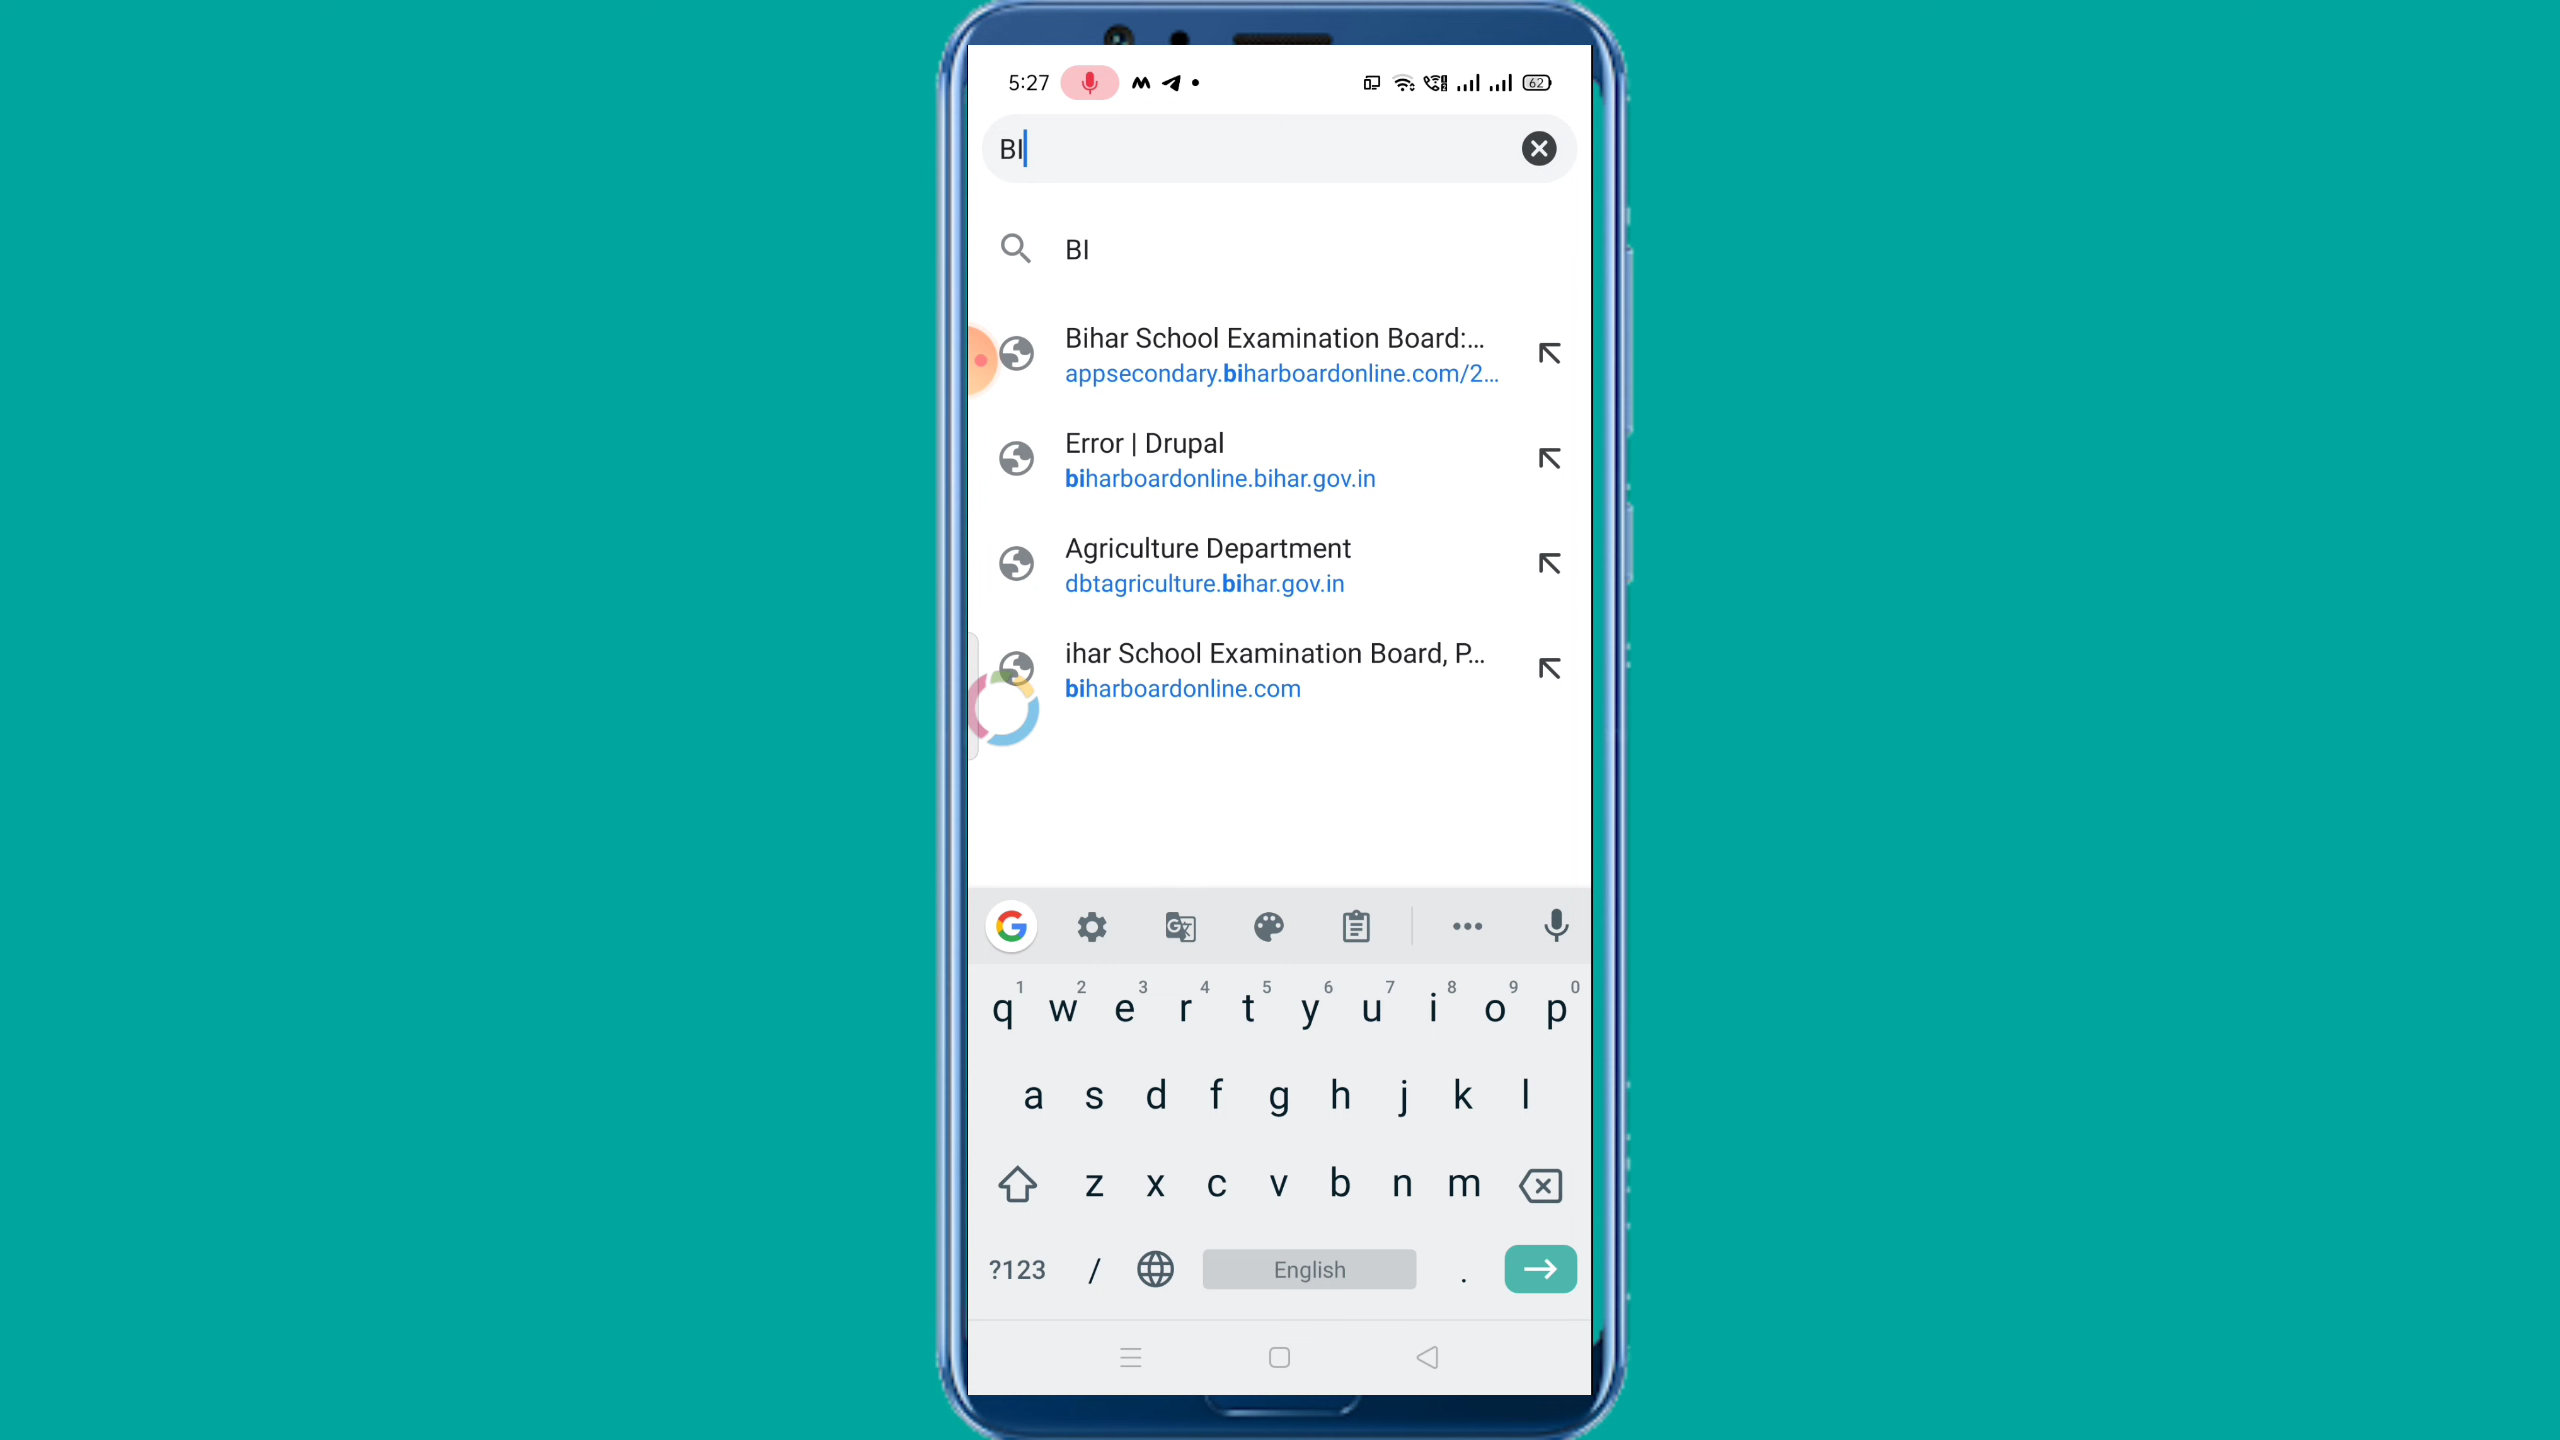 5:27
62
BI
BI
Bihar School Examination Board:...
appsecondary.biharboardonline.com/2...
Error | Drupal
biharboardonline.bihar.gov.in
Agriculture Department
dbtagriculture.bihar.gov.in
ihar School Examination Board, P...
biharboardonline.com
1 2 3 4 5 6 7 8 9 0
q w e r t y u i o p
a s d f g h j k l
z x c v b n m
?123 / English .